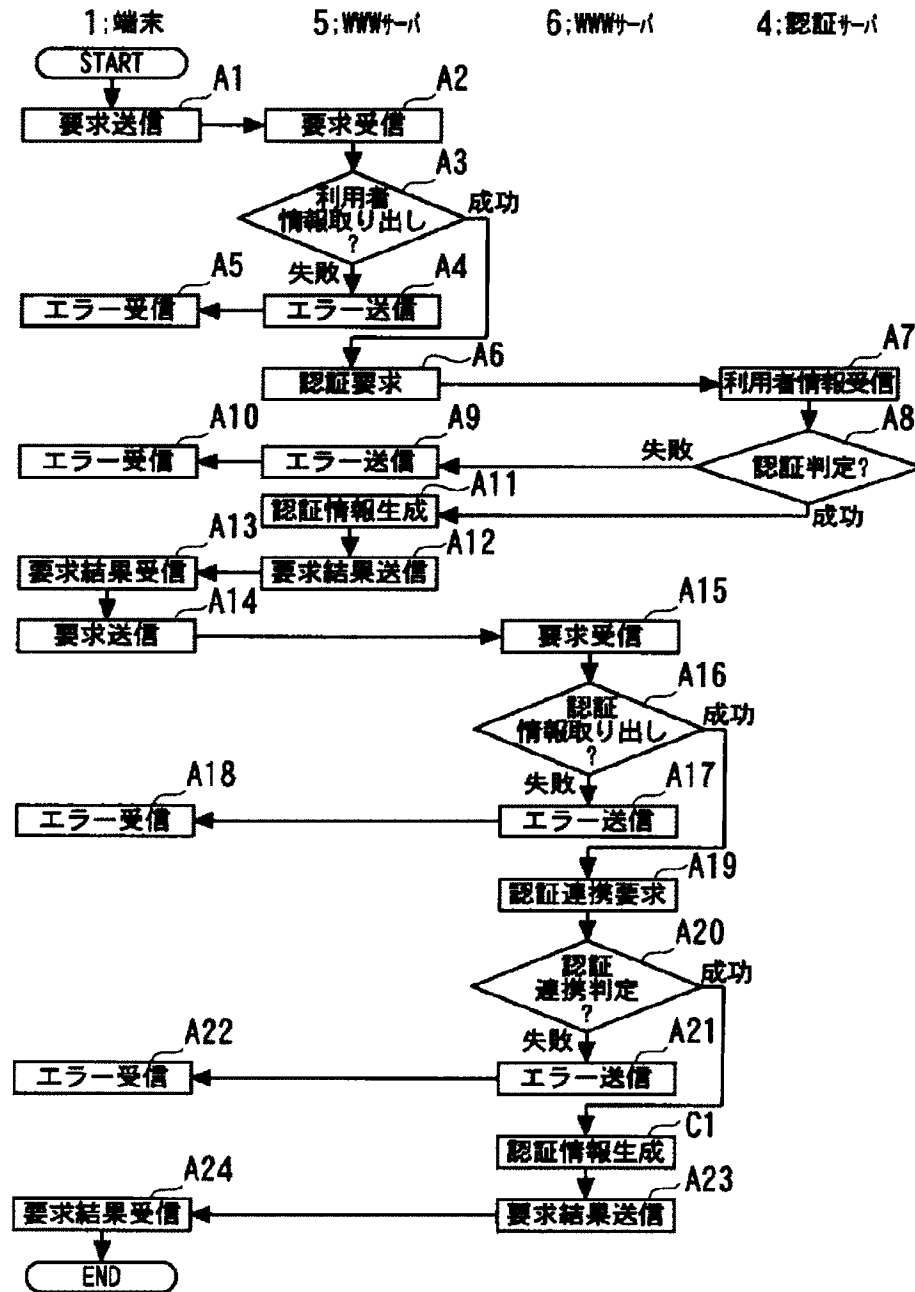 1;端末 5;WWWサーバ 6;WWWサーバ 4;認証サーバ
START
A1 A2
要求送信 要求受信
A3
利用者
情報取り出し
?
成功
失敗
A5 A4
エラー受信 エラー送信
A6 A7
認証要求 利用者情報受信
A10 A9 A8
エラー受信 エラー送信 失敗 認証判定?
A11
認証情報生成 成功
A13 A12
要求結果受信 要求結果送信
A14 A15
要求送信 要求受信
A16
認証
情報取り出し
?
成功
失敗
A18 A17
エラー受信 エラー送信
A19
認証連携要求
A20
認証
連携判定
?
成功
失敗
A22 A21
エラー受信 エラー送信
C1
認証情報生成
A24 A23
要求結果受信 要求結果送信
END